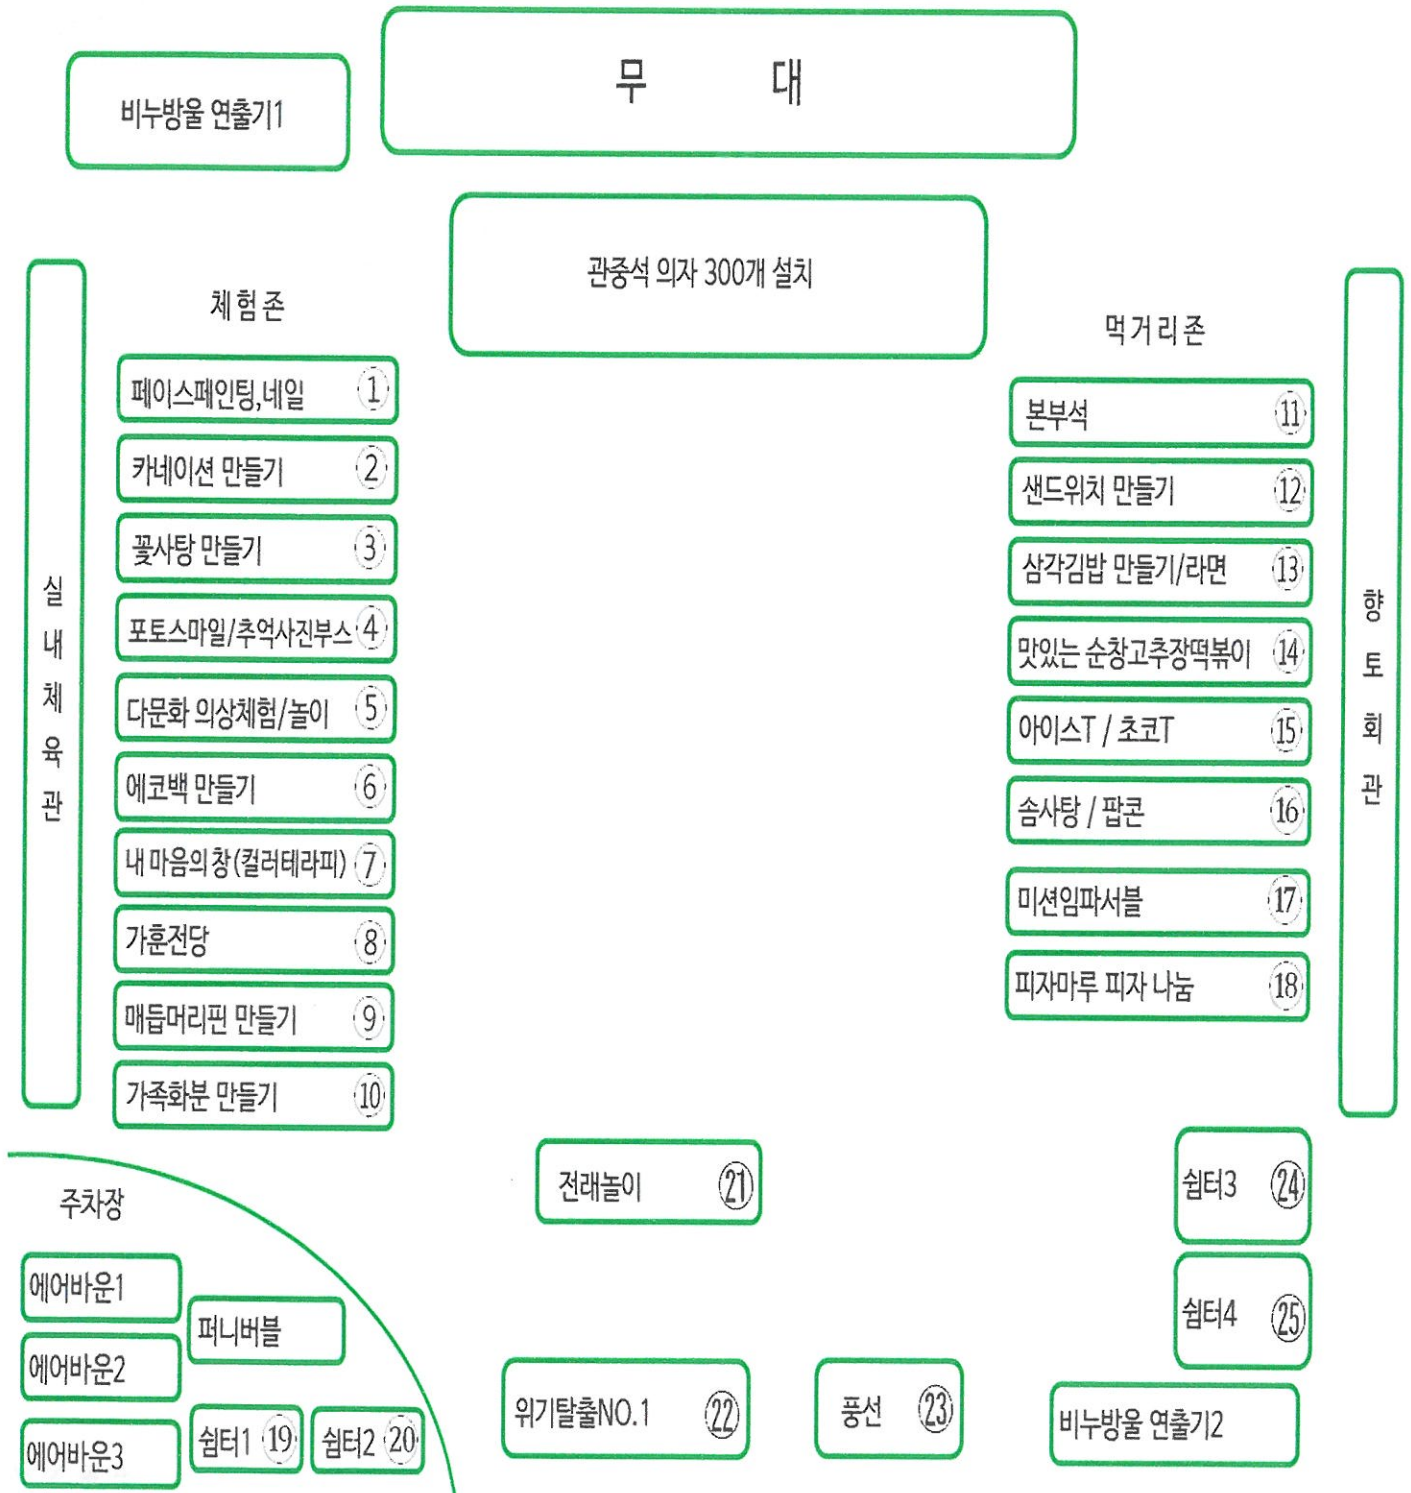 무 대
비누방울 연출기1
관중석 의자 300개 설치
체험존
페이스페인팅,네일 ①
카네이션 만들기 ②
꽃사탕 만들기 ③
포토스마일/추억사진부스 ④
다문화 의상체험/놀이 ⑤
에코백 만들기 ⑥
내 마음의 창(컬러테라피) ⑦
가훈전당 ⑧
매듭머리핀 만들기 ⑨
가족화분 만들기 ⑩
실내체육관
먹거리존
본부석 ⑪
샌드위치 만들기 ⑫
삼각김밥 만들기/라면 ⑬
맛있는 순창고추장떡볶이 ⑭
아이스T / 초코T ⑮
솜사탕 / 팝콘 ⑯
미션임파서블 ⑰
피자마루 피자 나눔 ⑱
향토회관
주차장
에어바운1
에어바운2
에어바운3
퍼니버블
쉼터1 ⑲
쉼터2 ⑳
전래놀이 ㉑
위기탈출NO.1 ㉒
풍선 ㉓
쉼터3 ㉔
쉼터4 ㉕
비누방울 연출기2